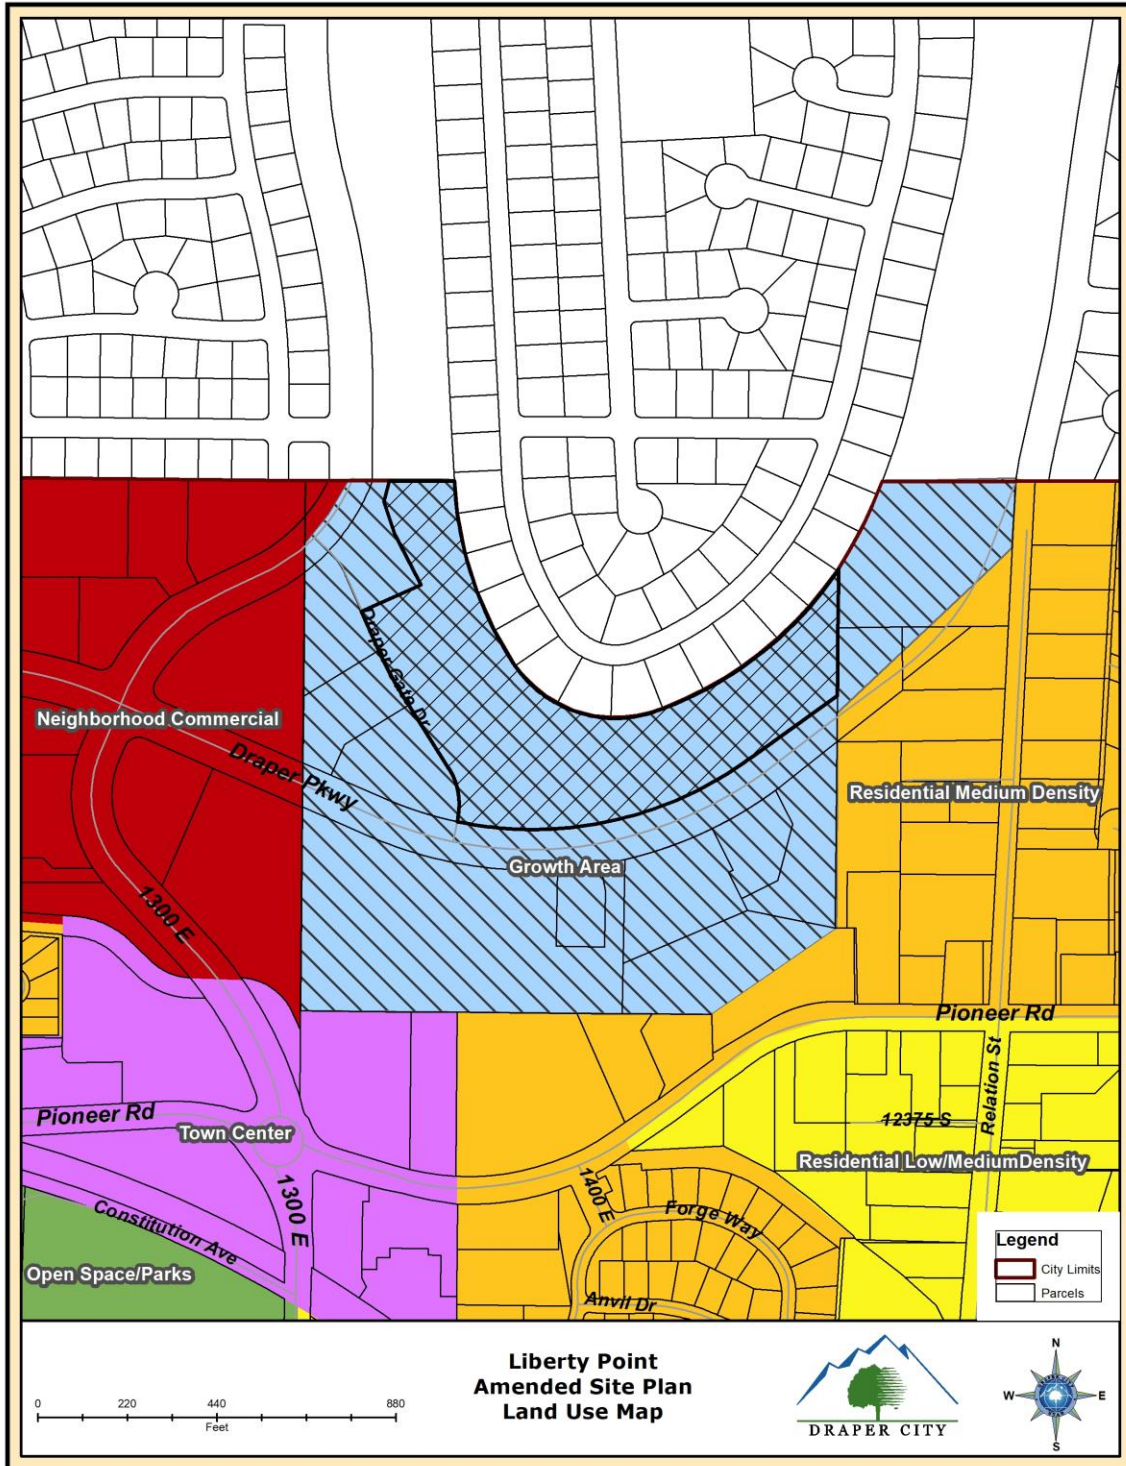 Draper Gate Dr
Neighborhood Commercial
Draper Pkwy
Residential Medium Density
Growth Area
1300 E
Pioneer Rd
Relation St
Pioneer Rd
12375 S
Town Center
Residential Low/MediumDensity
1300 E
1400 E
Forge Way
Constitution Ave
Open Space/Parks
Anvil Dr
Legend
City Limits
Parcels
Liberty Point
Amended Site Plan
Land Use Map
0 220 440 880
Feet
DRAPER CITY
N
W E
S